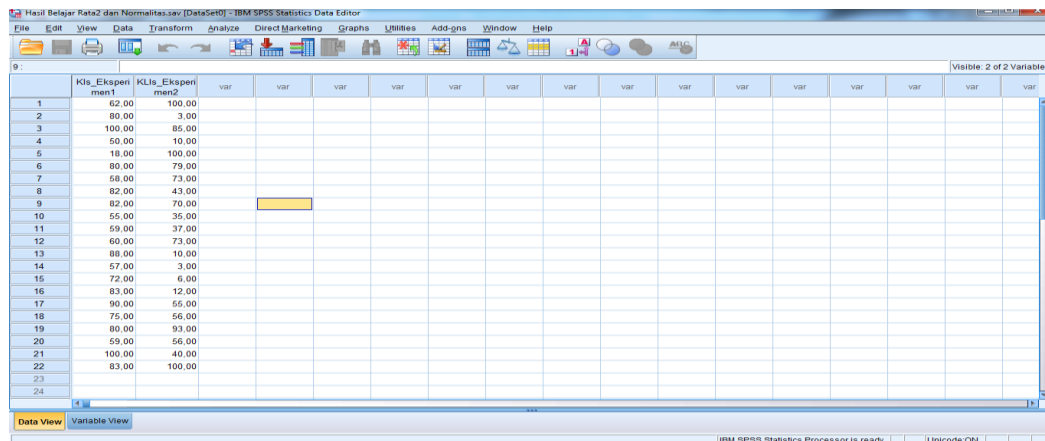 Hasil Belajar Rata2 dan Normalitas.sav [DataSet0] - IBM SPSS Statistics Data Editor
File Edit View Data Transform Analyze Direct Marketing Graphs Utilities Add-ons Window Help
9 :
Visible: 2 of 2 Variable
Kls_Eksperi KLls_Eksperi var var var var var var var var var var var var var
men1 men2
1 62,00 100,00
2 80,00 3,00
3 100,00 85,00
4 50,00 10,00
5 18,00 100,00
6 80,00 79,00
7 58,00 73,00
8 82,00 43,00
9 82,00 70,00
10 55,00 35,00
11 59,00 37,00
12 60,00 73,00
13 88,00 10,00
14 57,00 3,00
15 72,00 6,00
16 83,00 12,00
17 90,00 55,00
18 75,00 56,00
19 80,00 93,00
20 59,00 56,00
21 100,00 40,00
22 83,00 100,00
23
24
Data View Variable View
IBM SPSS Statistics Processor is ready Unicode:ON